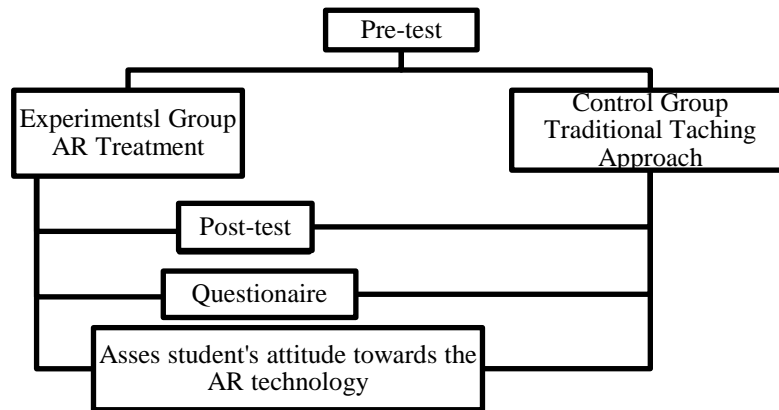 Pre-test
Experimentsl Group
AR Treatment
Control Group
Traditional Taching
Approach
Post-test
Questionaire
Asses student's attitude towards the
AR technology